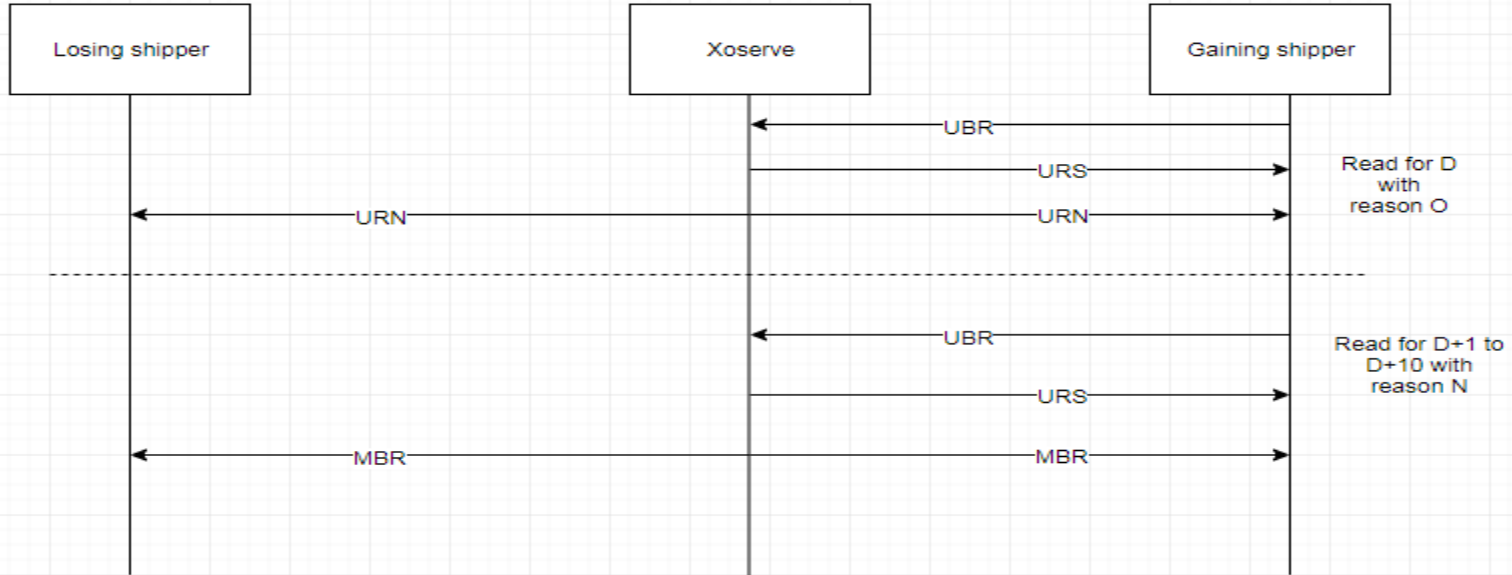 Losing shipper
Xoserve
Gaining shipper
UBR
URS
URN
URN
Read for D
with
reason O
UBR
URS
MBR
MBR
Read for D+1 to
D+10 with
reason N